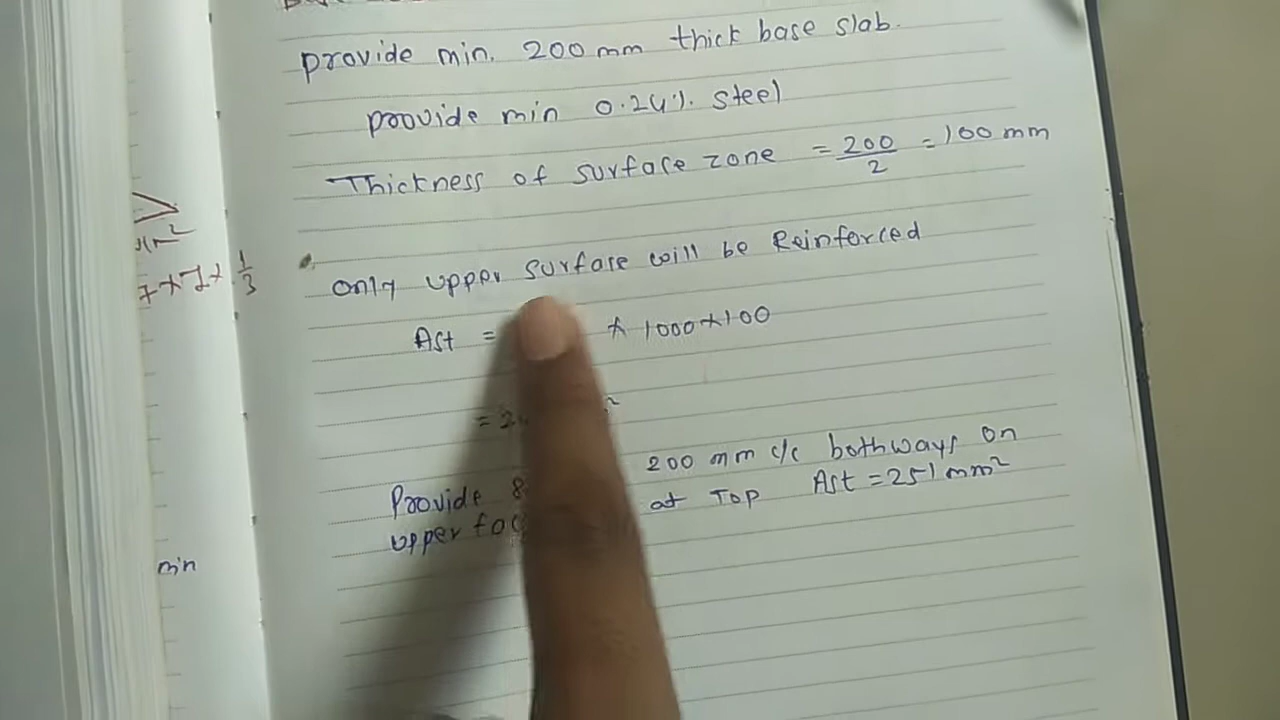 provide min. 200 mm thick base slab.
provide min 0.24%. steel
Thickness of surface zone = 200/2 = 100 mm
Only upper surface will be Reinforced
Ast = * 1000*100
=
Provide 8 200 mm c/c bothways on
upper at Top Ast = 251 mm²
1/3
min